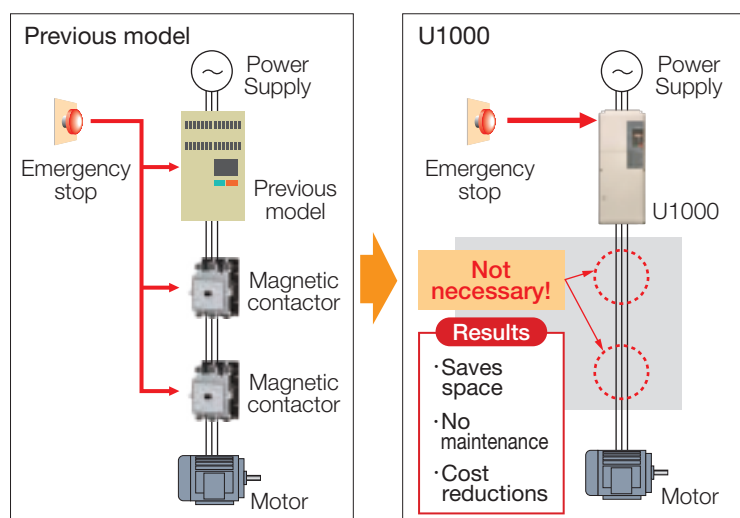 Previous model
Power
Supply
Emergency
stop
Previous
model
Magnetic
contactor
Magnetic
contactor
Motor
U1000
Power
Supply
Emergency
stop
U1000
Not
necessary!
Results
・Saves
space
・No
maintenance
・Cost
reductions
Motor